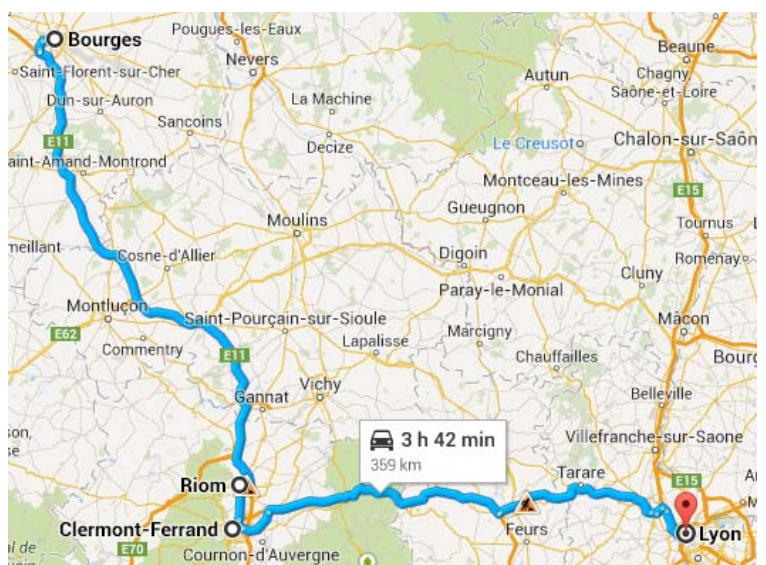 Bourges
Pougues-les-Eaux
Nevers
Beaune
Saint-Florent-sur-Cher
Autun
Chagny
Saône-et-Loire
Dun-sur-Auron
La Machine
Sancoins
Decize
Le Creusot
Chalon-sur-Saôn
E11
aint-Amand-Montrond
Montceau-les-Mines
E15
Gueugnon
Moulins
Tournus
meillant
Cosne-d'Allier
Digoin
Romenay
Paray-le-Monial
Cluny
Montluçon
Saint-Pourçain-sur-Sioule
Mâcon
E62
Marcigny
Commentry
E11
Lapalisse
Chauffailles
Bourg
Vichy
Gannat
Belleville
3 h 42 min
359 km
Villefranche-sur-Saone
son,
se
Riom
Tarare
E15
Clermont-Ferrand
Feurs
Lyon
E70
Cournon-d'Auvergne
al de